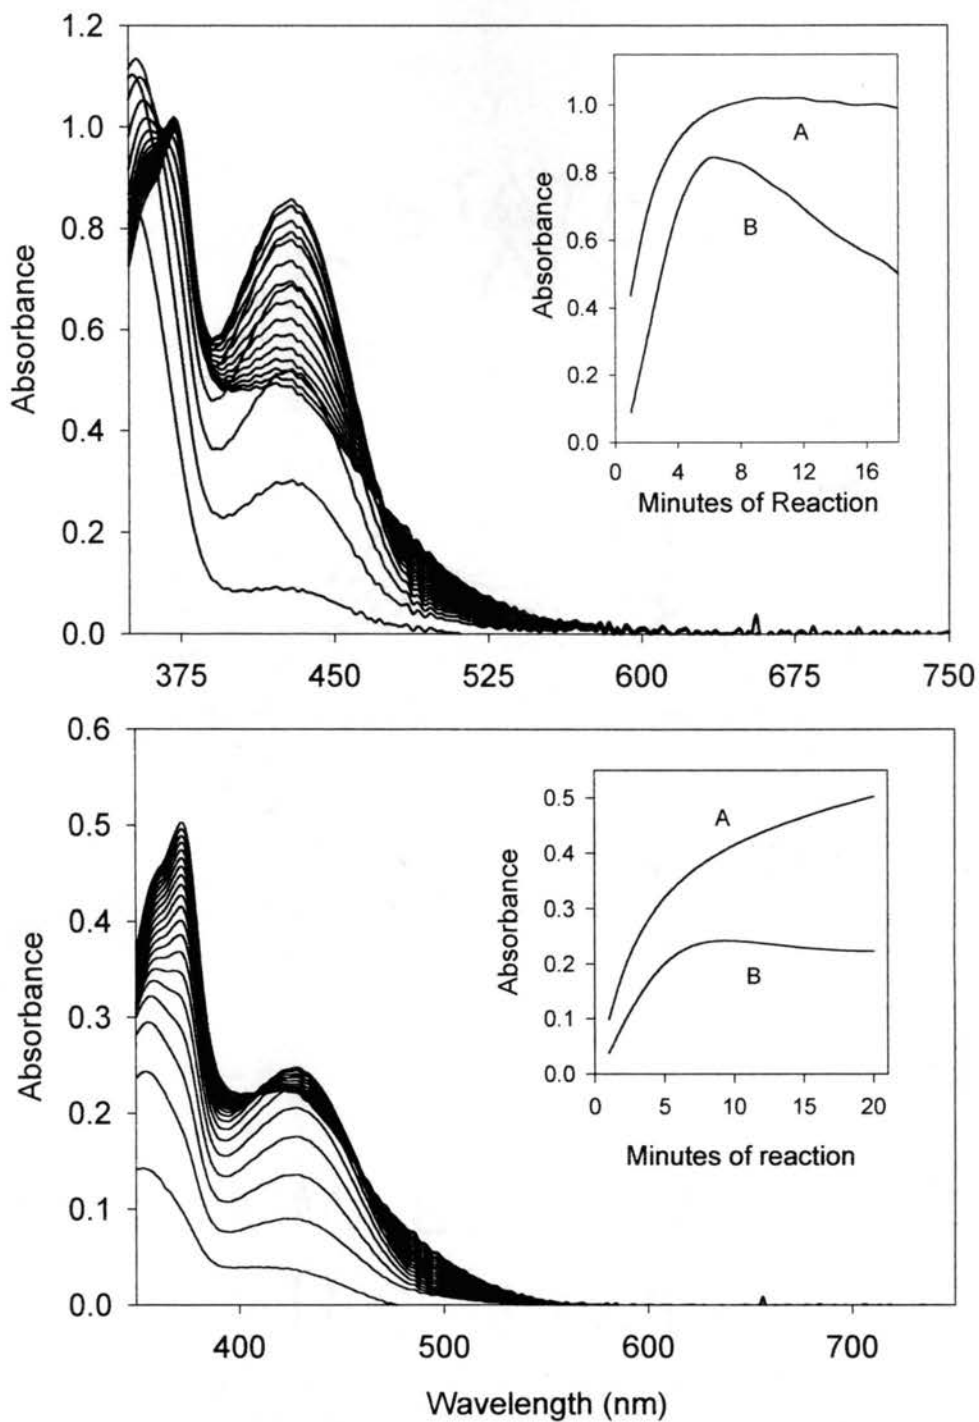 1.2
1.0
0.8
0.6
0.4
0.2
0.0
Absorbance
375 450 525 600 675 750
1.0
0.8
0.6
0.4
0.2
0.0
Absorbance
A
B
0 4 8 12 16
Minutes of Reaction
0.6
0.5
0.4
0.3
0.2
0.1
0.0
Absorbance
400 500 600 700
Wavelength (nm)
0.5
0.4
0.3
0.2
0.1
0.0
Absorbance
A
B
0 5 10 15 20
Minutes of reaction